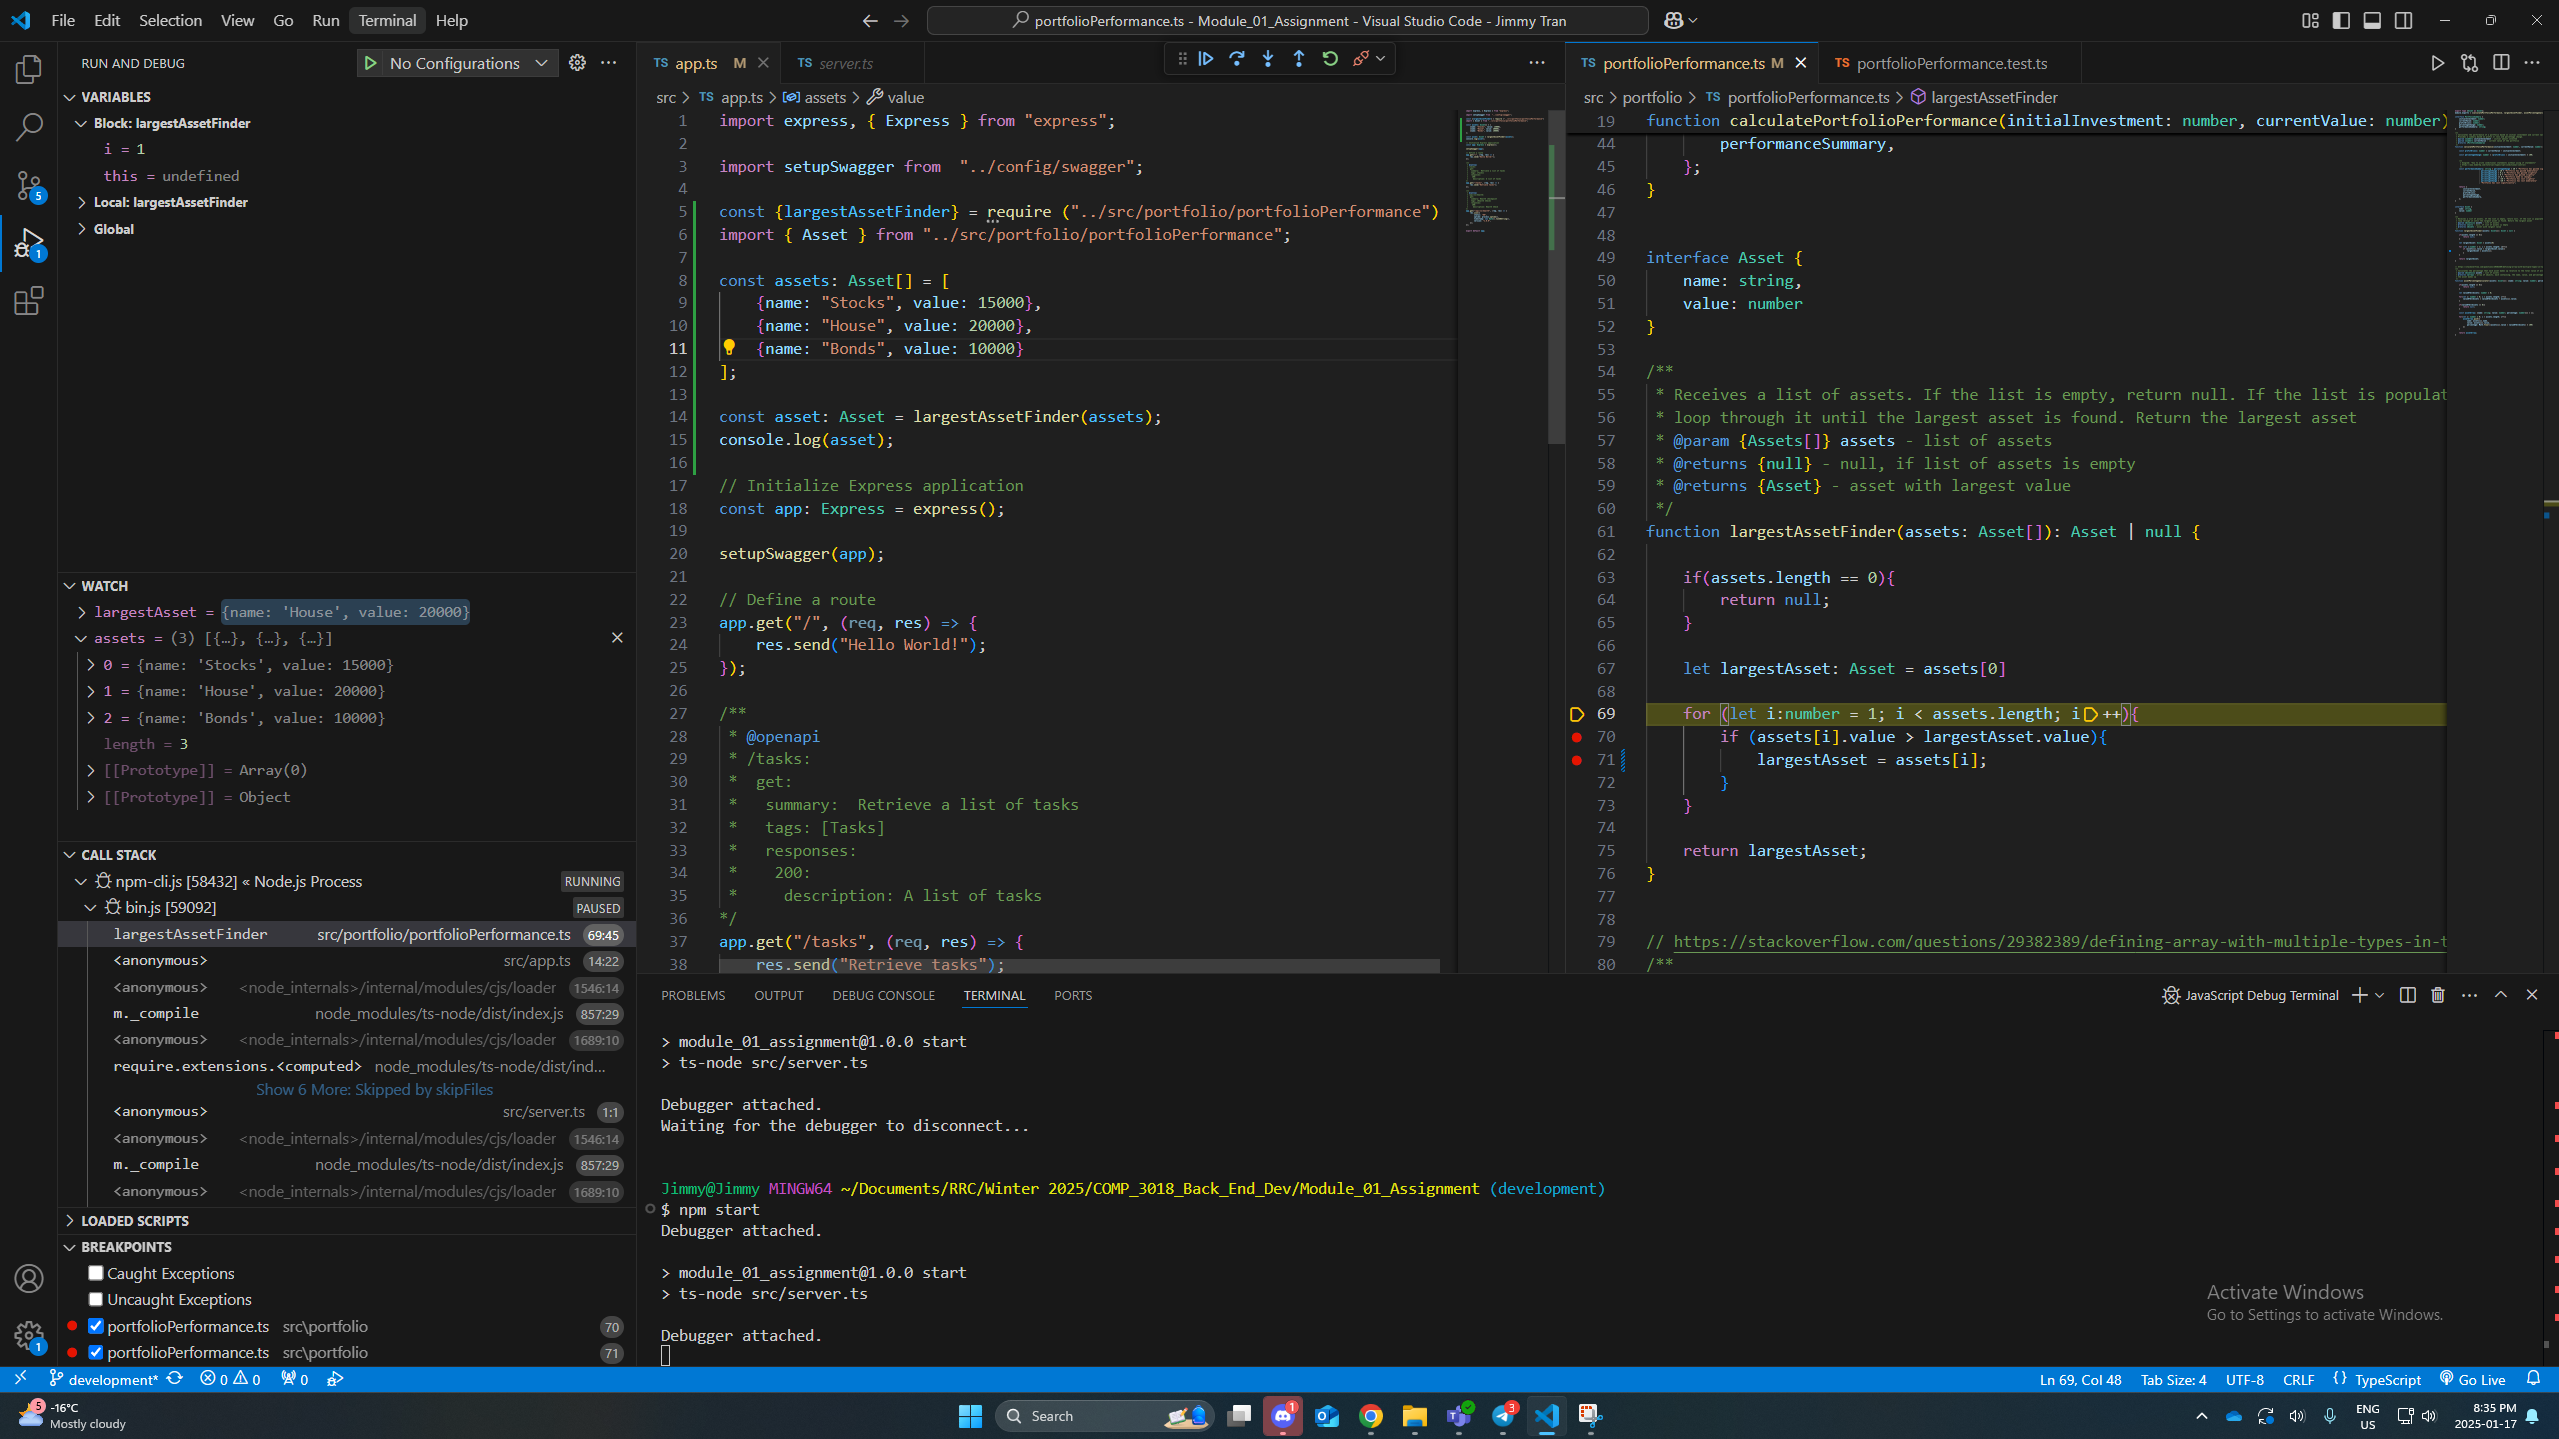 File Edit Selection View Go Run Terminal Help
portfolioPerformance.ts - Module_01_Assignment - Visual Studio Code - Jimmy Tran
RUN AND DEBUG
No Configurations
VARIABLES
Block: largestAssetFinder
i = 1
this = undefined
Local: largestAssetFinder
Global
WATCH
largestAsset = {name: 'House', value: 20000}
assets = (3) [{…}, {…}, {…}]
0 = {name: 'Stocks', value: 15000}
1 = {name: 'House', value: 20000}
2 = {name: 'Bonds', value: 10000}
length = 3
[[Prototype]] = Array(0)
[[Prototype]] = Object
CALL STACK
npm-cli.js [58432] « Node.js Process RUNNING
bin.js [59092] PAUSED
largestAssetFinder src/portfolio/portfolioPerformance.ts 69:45
<anonymous> src/app.ts 14:22
<anonymous> <node_internals>/internal/modules/cjs/loader 1546:14
m._compile node_modules/ts-node/dist/index.js 857:29
<anonymous> <node_internals>/internal/modules/cjs/loader 1689:10
require.extensions.<computed> node_modules/ts-node/dist/ind...
Show 6 More: Skipped by skipFiles
<anonymous> src/server.ts 1:1
<anonymous> <node_internals>/internal/modules/cjs/loader 1546:14
m._compile node_modules/ts-node/dist/index.js 857:29
<anonymous> <node_internals>/internal/modules/cjs/loader 1689:10
LOADED SCRIPTS
BREAKPOINTS
Caught Exceptions
Uncaught Exceptions
portfolioPerformance.ts src\portfolio 70
portfolioPerformance.ts src\portfolio 71
TS app.ts M
TS server.ts
src > TS app.ts > assets > value
1 import express, { Express } from "express";
2
3 import setupSwagger from  "../config/swagger";
4
5 const {largestAssetFinder} = require ("../src/portfolio/portfolioPerformance")
6 import { Asset } from "../src/portfolio/portfolioPerformance";
7
8 const assets: Asset[] = [
9 {name: "Stocks", value: 15000},
10 {name: "House", value: 20000},
11 {name: "Bonds", value: 10000}
12 ];
13
14 const asset: Asset = largestAssetFinder(assets);
15 console.log(asset);
16
17 // Initialize Express application
18 const app: Express = express();
19
20 setupSwagger(app);
21
22 // Define a route
23 app.get("/", (req, res) => {
24 res.send("Hello World!");
25 });
26
27 /**
28 * @openapi
29 * /tasks:
30 * get:
31 * summary:  Retrieve a list of tasks
32 * tags: [Tasks]
33 * responses:
34 * 200:
35 * description: A list of tasks
36 */
37 app.get("/tasks", (req, res) => {
38 res.send("Retrieve tasks");
TS portfolioPerformance.ts M
TS portfolioPerformance.test.ts
src > portfolio > TS portfolioPerformance.ts > largestAssetFinder
19 function calculatePortfolioPerformance(initialInvestment: number, currentValue: number)
44 performanceSummary,
45 };
46 }
47
48
49 interface Asset {
50 name: string,
51 value: number
52 }
53
54 /**
55 * Receives a list of assets. If the list is empty, return null. If the list is populat
56 * loop through it until the largest asset is found. Return the largest asset
57 * @param {Assets[]} assets - list of assets
58 * @returns {null} - null, if list of assets is empty
59 * @returns {Asset} - asset with largest value
60 */
61 function largestAssetFinder(assets: Asset[]): Asset | null {
62
63 if(assets.length == 0){
64 return null;
65 }
66
67 let largestAsset: Asset = assets[0]
68
69 for (let i:number = 1; i < assets.length; i++){
70 if (assets[i].value > largestAsset.value){
71 largestAsset = assets[i];
72 }
73 }
74
75 return largestAsset;
76 }
77
78
79 // https://stackoverflow.com/questions/29382389/defining-array-with-multiple-types-in-t
80 /**
PROBLEMS OUTPUT DEBUG CONSOLE TERMINAL PORTS
JavaScript Debug Terminal
> module_01_assignment@1.0.0 start
> ts-node src/server.ts
Debugger attached.
Waiting for the debugger to disconnect...
Jimmy@Jimmy MINGW64 ~/Documents/RRC/Winter 2025/COMP_3018_Back_End_Dev/Module_01_Assignment (development)
$ npm start
Debugger attached.
> module_01_assignment@1.0.0 start
> ts-node src/server.ts
Debugger attached.
Activate Windows
Go to Settings to activate Windows.
development* 0 0 0
Ln 69, Col 48 Tab Size: 4 UTF-8 CRLF {} TypeScript Go Live
-16°C
Mostly cloudy
Search
ENG
US
8:35 PM
2025-01-17